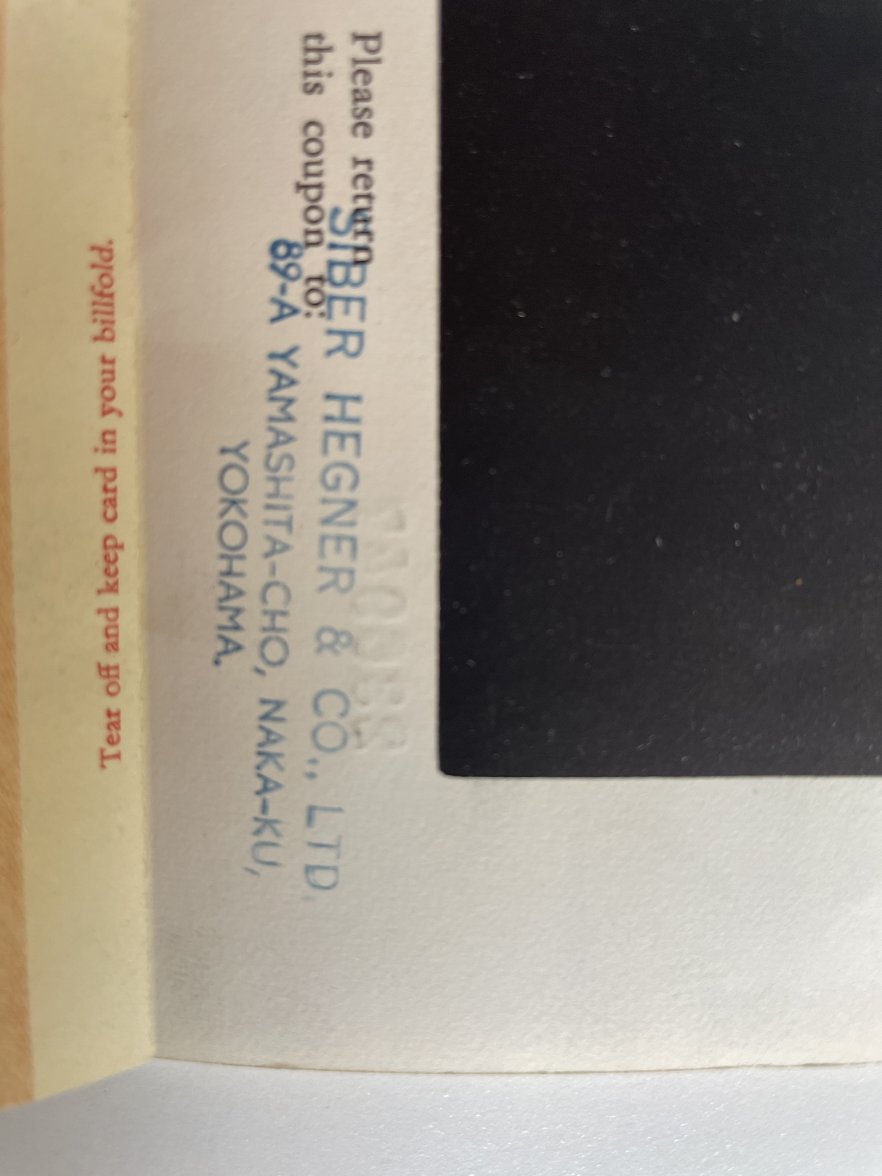 Please return
this coupon to:
SIBER HEGNER & CO., LTD.
89-A YAMASHITA-CHO, NAKA-KU,
YOKOHAMA.
Tear off and keep card in your billfold.